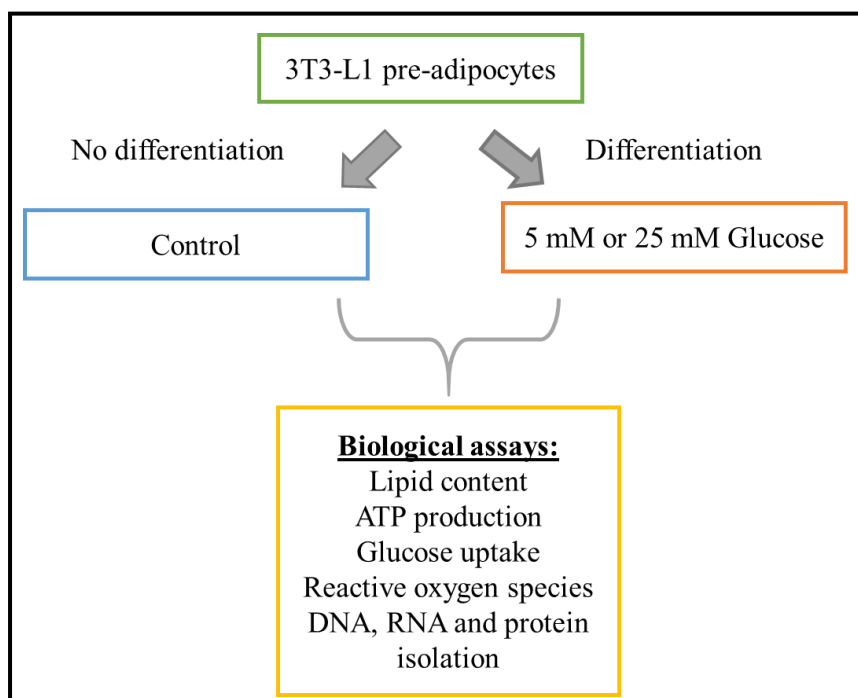 3T3-L1 pre-adipocytes
No differentiation
Differentiation
Control
5 mM or 25 mM Glucose
Biological assays:
Lipid content
ATP production
Glucose uptake
Reactive oxygen species
DNA, RNA and protein
isolation